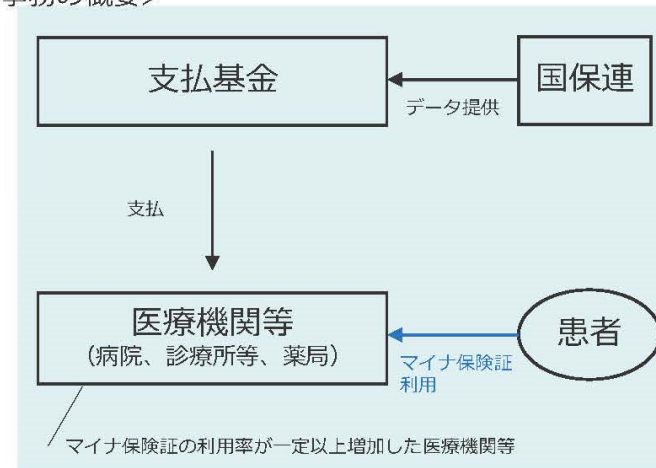 事務の概要>
支払基金
国保連
データ提供
支払
医療機関等
（病院、診療所等、薬局）
患者
マイナ保険証
利用
マイナ保険証の利用率が一定以上増加した医療機関等